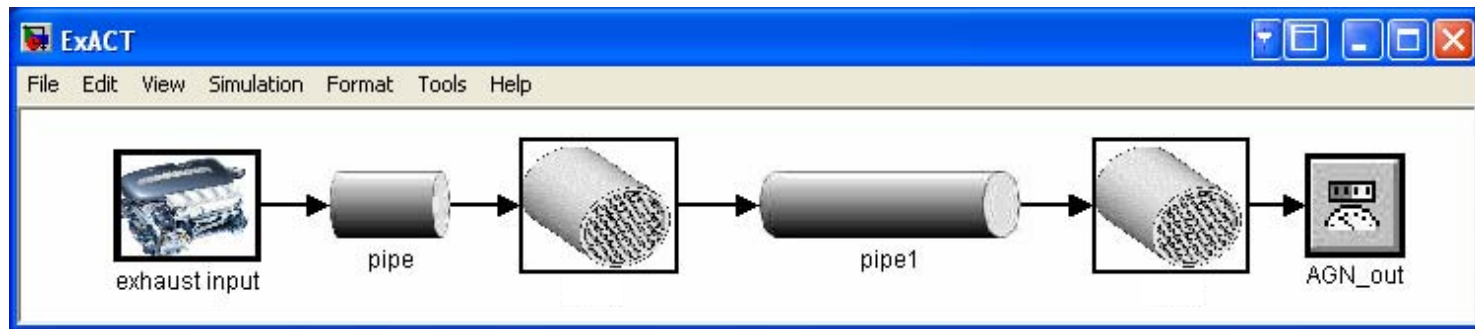 ExACT
File Edit View Simulation Format Tools Help
exhaust input
pipe
pipe1
AGN_out